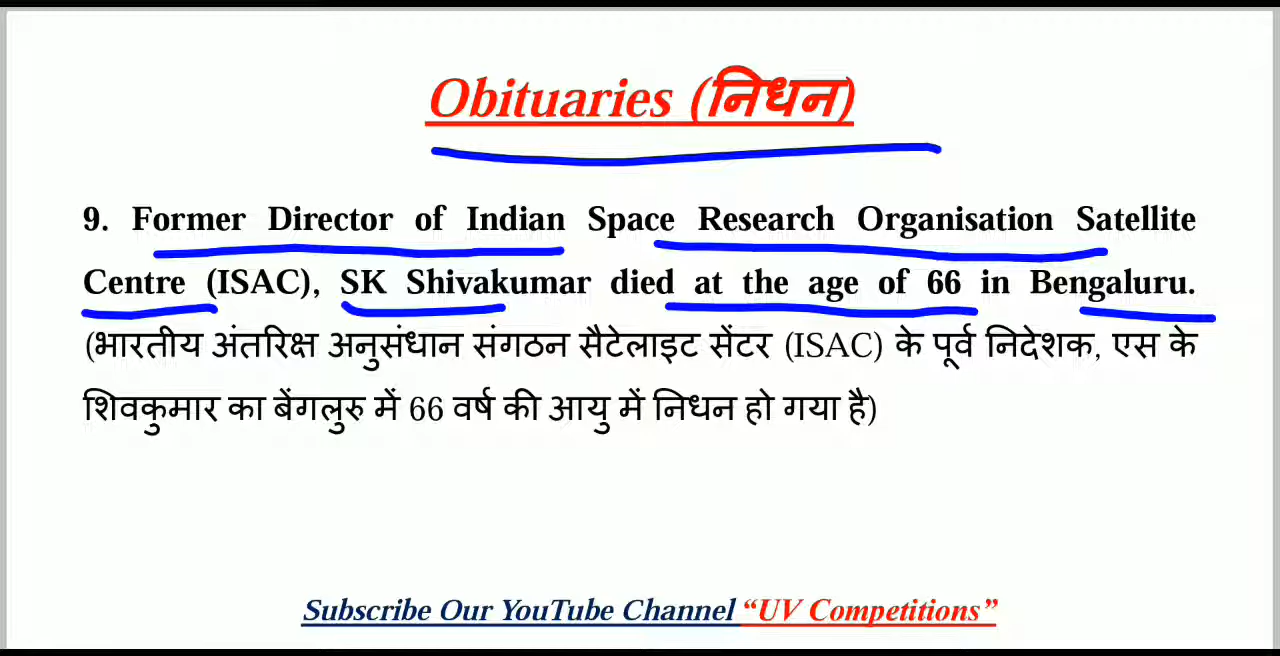 Obituaries (निधन)
9. Former Director of Indian Space Research Organisation Satellite
Centre (ISAC), SK Shivakumar died at the age of 66 in Bengaluru.
(भारतीय अंतरिक्ष अनुसंधान संगठन सैटेलाइट सेंटर (ISAC) के पूर्व निदेशक, एस के
शिवकुमार का बेंगलुरु में 66 वर्ष की आयु में निधन हो गया है)
Subscribe Our YouTube Channel “UV Competitions”